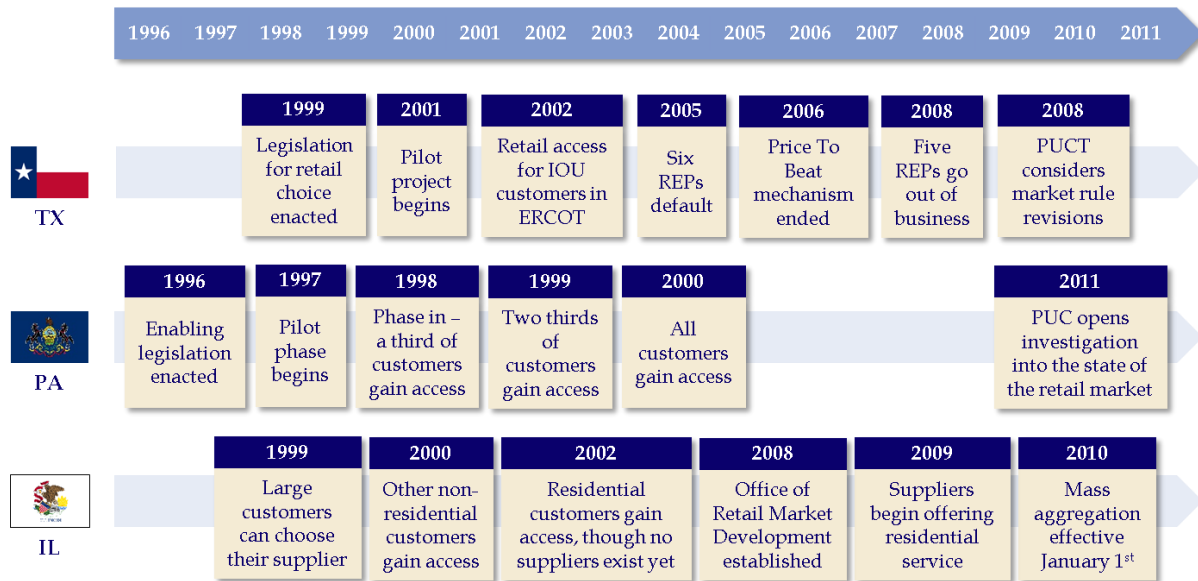 1996 1997 1998 1999 2000 2001 2002 2003 2004 2005 2006 2007 2008 2009 2010 2011
TX
1999
Legislation
for retail
choice
enacted
2001
Pilot
project
begins
2002
Retail access
for IOU
customers in
ERCOT
2005
Six
REPs
default
2006
Price To
Beat
mechanism
ended
2008
Five
REPs go
out of
business
2008
PUCT
considers
market rule
revisions
PA
1996
Enabling
legislation
enacted
1997
Pilot
phase
begins
1998
Phase in –
a third of
customers
gain access
1999
Two thirds
of
customers
gain access
2000
All
customers
gain access
2011
PUC opens
investigation
into the state of
the retail market
IL
1999
Large
customers
can choose
their supplier
2000
Other non-
residential
customers
gain access
2002
Residential
customers gain
access, though no
suppliers exist yet
2008
Office of
Retail Market
Development
established
2009
Suppliers
begin offering
residential
service
2010
Mass
aggregation
effective
January 1st